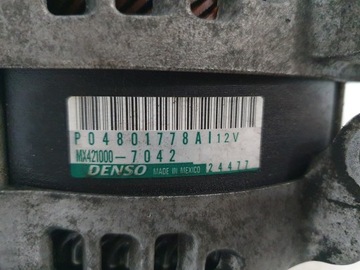 P04801778AI 12V
MX421000-7042
DENSO MADE IN MEXICO 24477